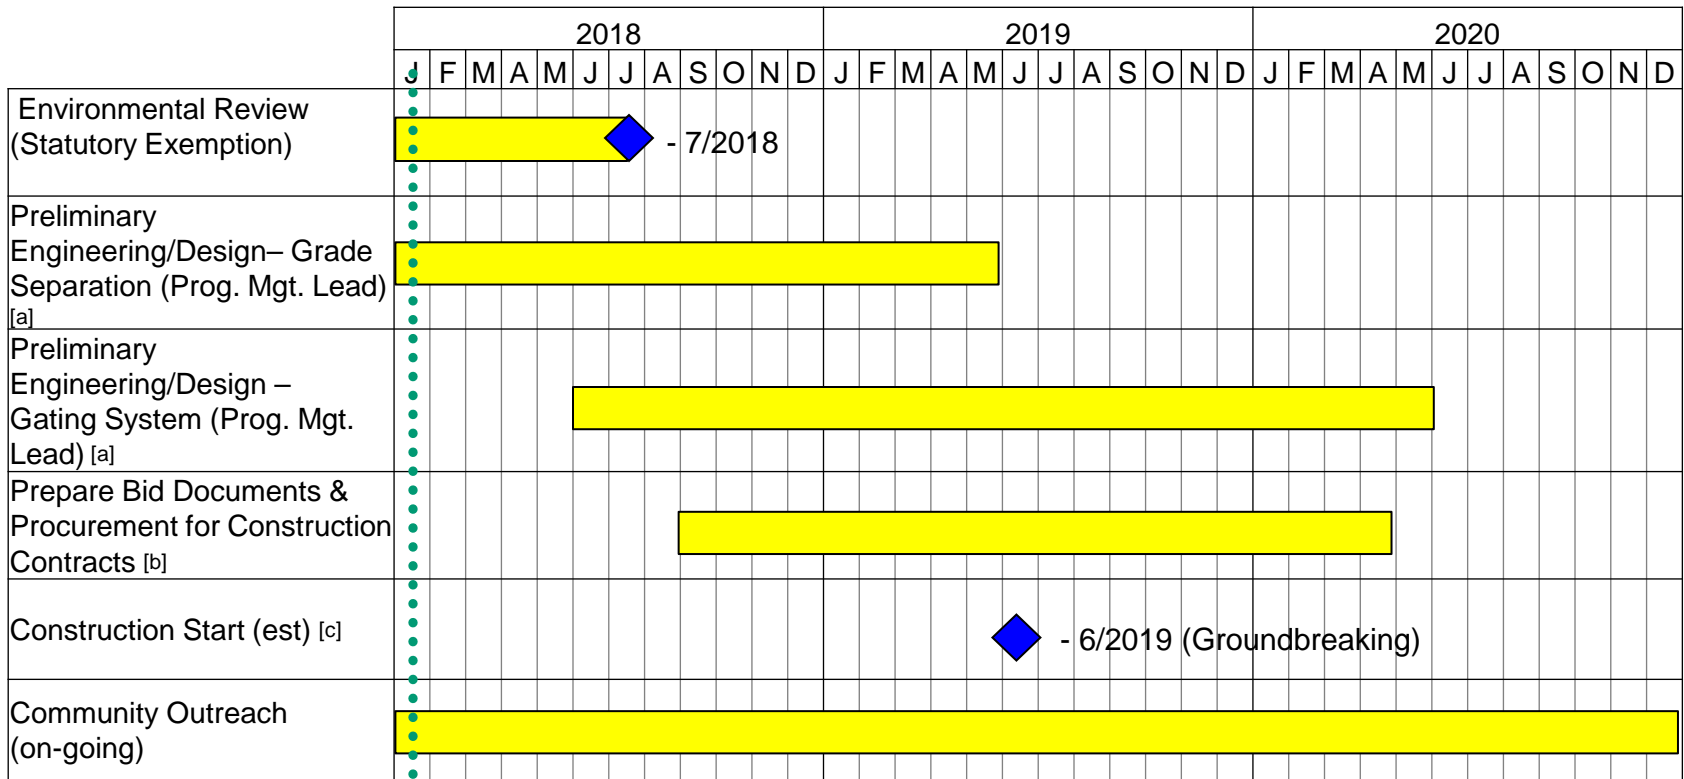 2018 2019 2020
J F M A M J J A S O N D J F M A M J J A S O N D J F M A M J J A S O N D
Environmental Review
(Statutory Exemption)
- 7/2018
Preliminary
Engineering/Design– Grade
Separation (Prog. Mgt. Lead)
[a]
Preliminary
Engineering/Design –
Gating System (Prog. Mgt.
Lead) [a]
Prepare Bid Documents &
Procurement for Construction
Contracts [b]
Construction Start (est) [c]
- 6/2019 (Groundbreaking)
Community Outreach
(on-going)